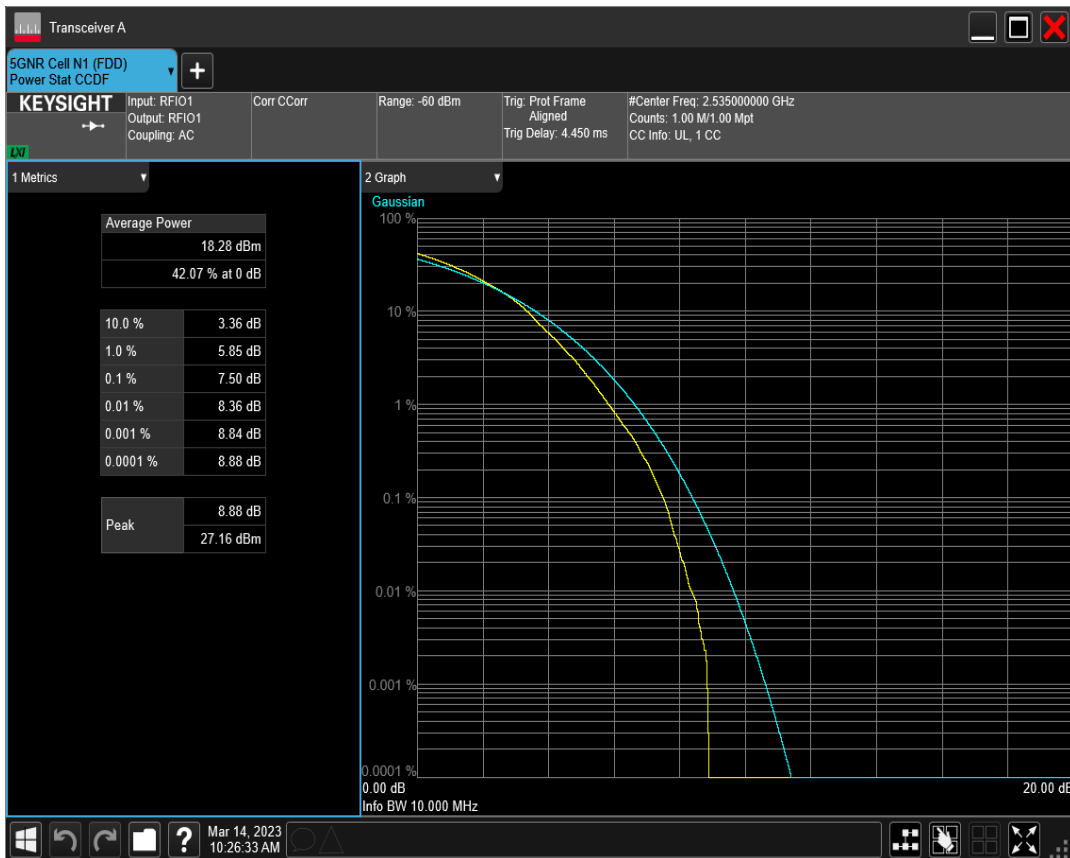 Transceiver A
5GNR Cell N1 (FDD)
Power Stat CCDF
KEYSIGHT
LXI
Input: RFIO1
Output: RFIO1
Coupling: AC
Corr CCorr
Range: -60 dBm
Trig: Prot Frame
Aligned
Trig Delay: 4.450 ms
#Center Freq: 2.535000000 GHz
Counts: 1.00 M/1.00 Mpt
CC Info: UL, 1 CC
1 Metrics
Average Power
18.28 dBm
42.07 % at 0 dB
10.0 % 3.36 dB
1.0 % 5.85 dB
0.1 % 7.50 dB
0.01 % 8.36 dB
0.001 % 8.84 dB
0.0001 % 8.88 dB
Peak
8.88 dB
27.16 dBm
2 Graph
Gaussian
100 %
10 %
1 %
0.1 %
0.01 %
0.001 %
0.0001 %
0.00 dB 20.00 dB
Info BW 10.000 MHz
?
Mar 14, 2023
10:26:33 AM